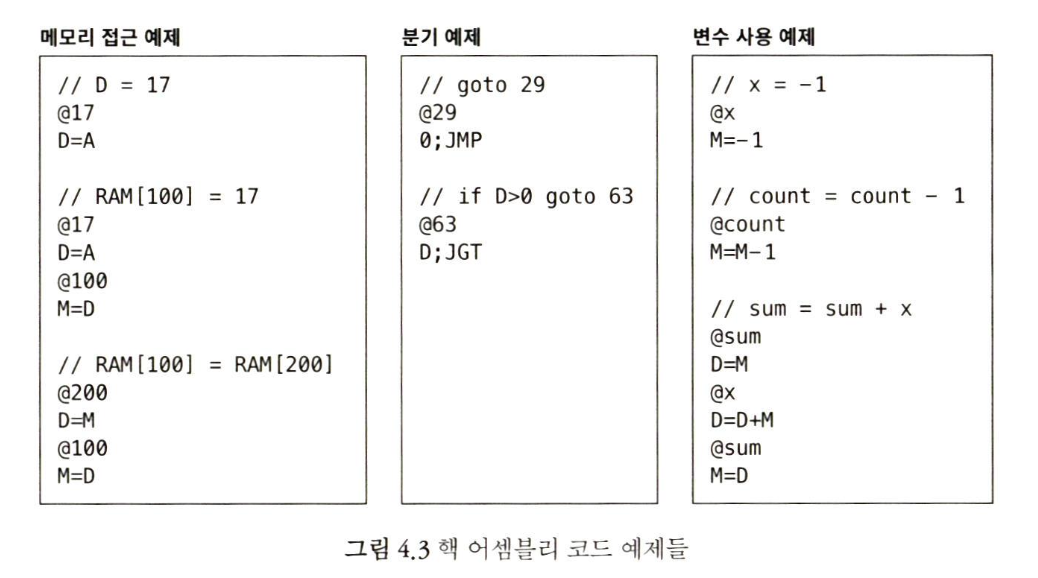 메모리 접근 예제
// D = 17
@17
D=A
// RAM[100] = 17
@17
D=A
@100
M=D
// RAM[100] = RAM[200]
@200
D=M
@100
M=D
분기 예제
// goto 29
@29
0;JMP
// if D>0 goto 63
@63
D;JGT
변수 사용 예제
// x = -1
@x
M=-1
// count = count - 1
@count
M=M-1
// sum = sum + x
@sum
D=M
@x
D=D+M
@sum
M=D
그림 4.3 핵 어셈블리 코드 예제들